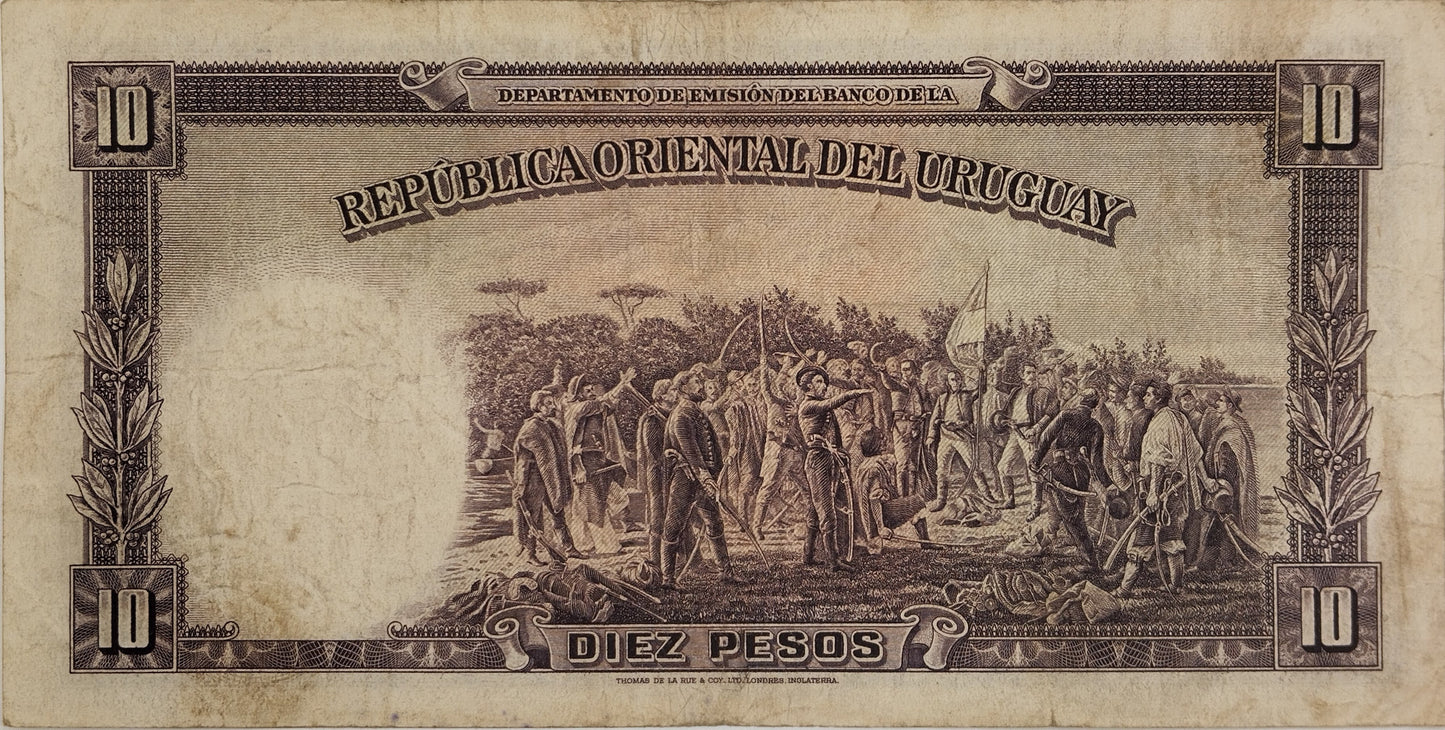 10
DEPARTAMENTO DE EMISIÓN DEL BANCO DE LA
10
REPÚBLICA ORIENTAL DEL URUGUAY
10
DIEZ PESOS
10
THOMAS DE LA RUE & COY. LTD. LONDRES. INGLATERRA.